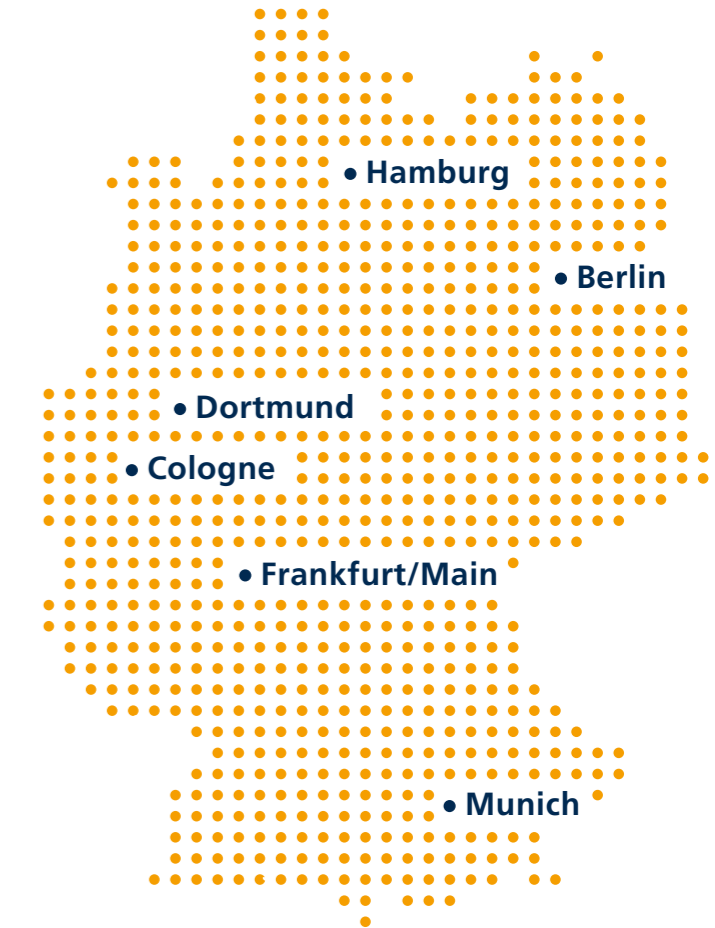 Hamburg
Berlin
Dortmund
Cologne
Frankfurt/Main
Munich